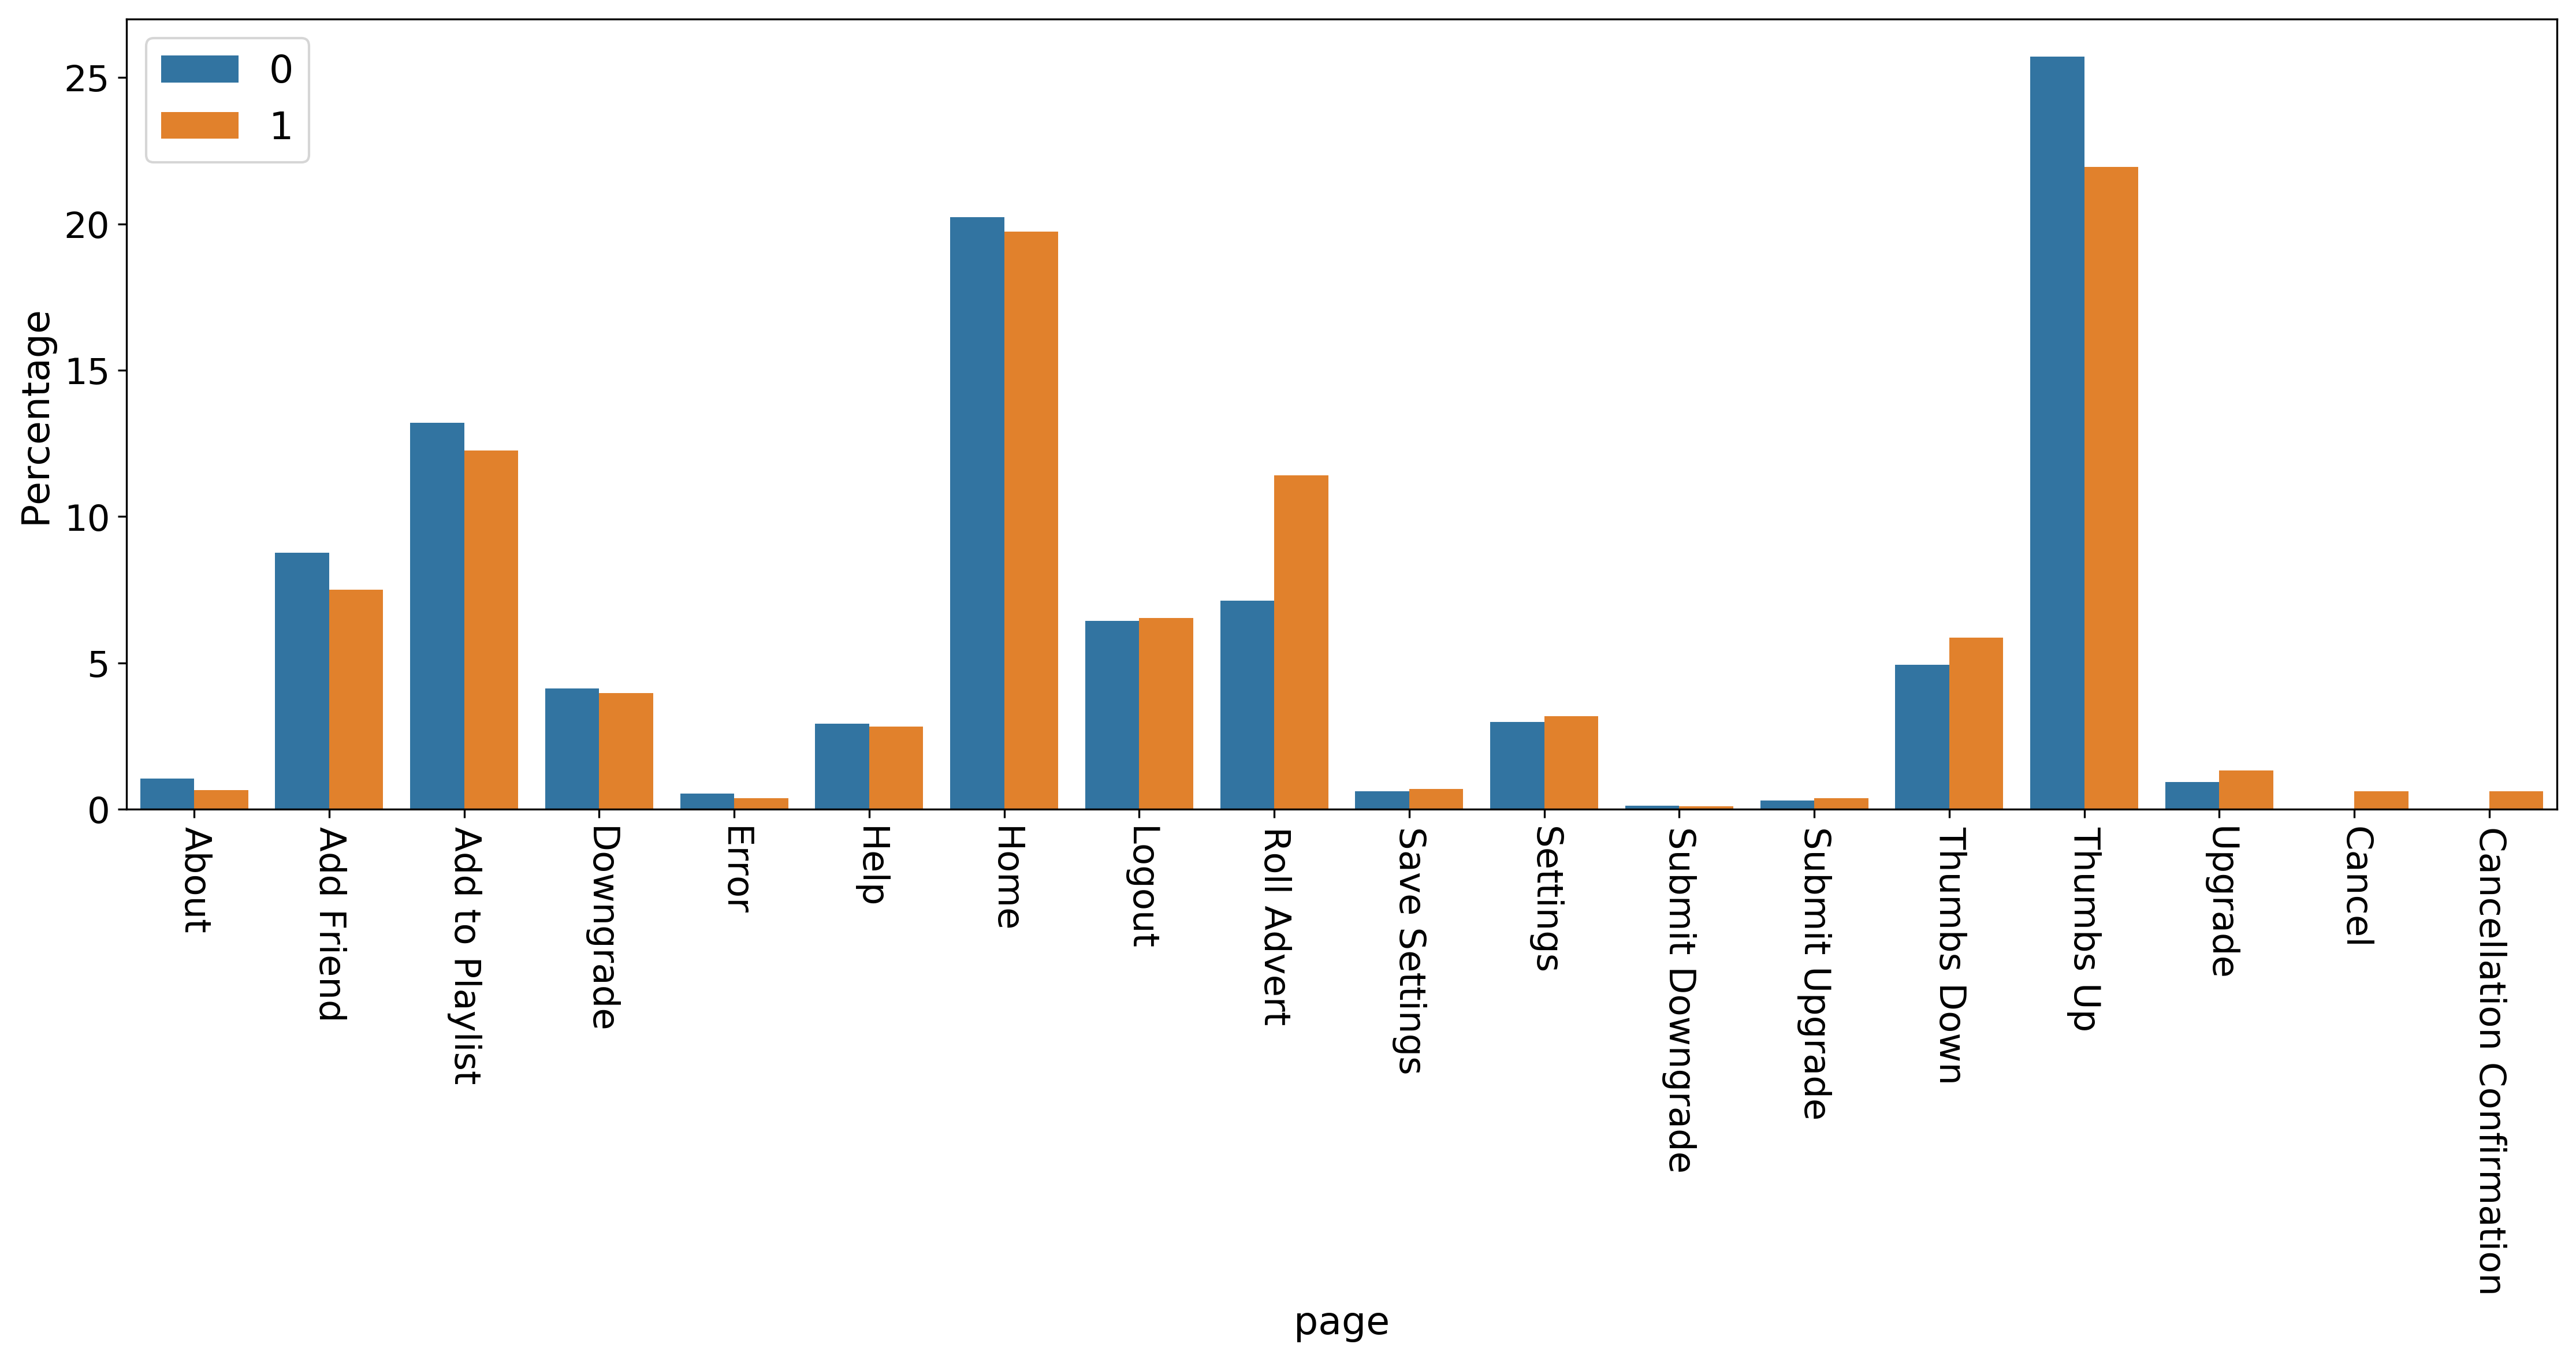 0
1
Percentage
25
20
15
10
5
0
About
Add Friend
Add to Playlist
Downgrade
Error
Help
Home
Logout
Roll Advert
Save Settings
Settings
Submit Downgrade
Submit Upgrade
Thumbs Down
Thumbs Up
Upgrade
Cancel
Cancellation Confirmation
page